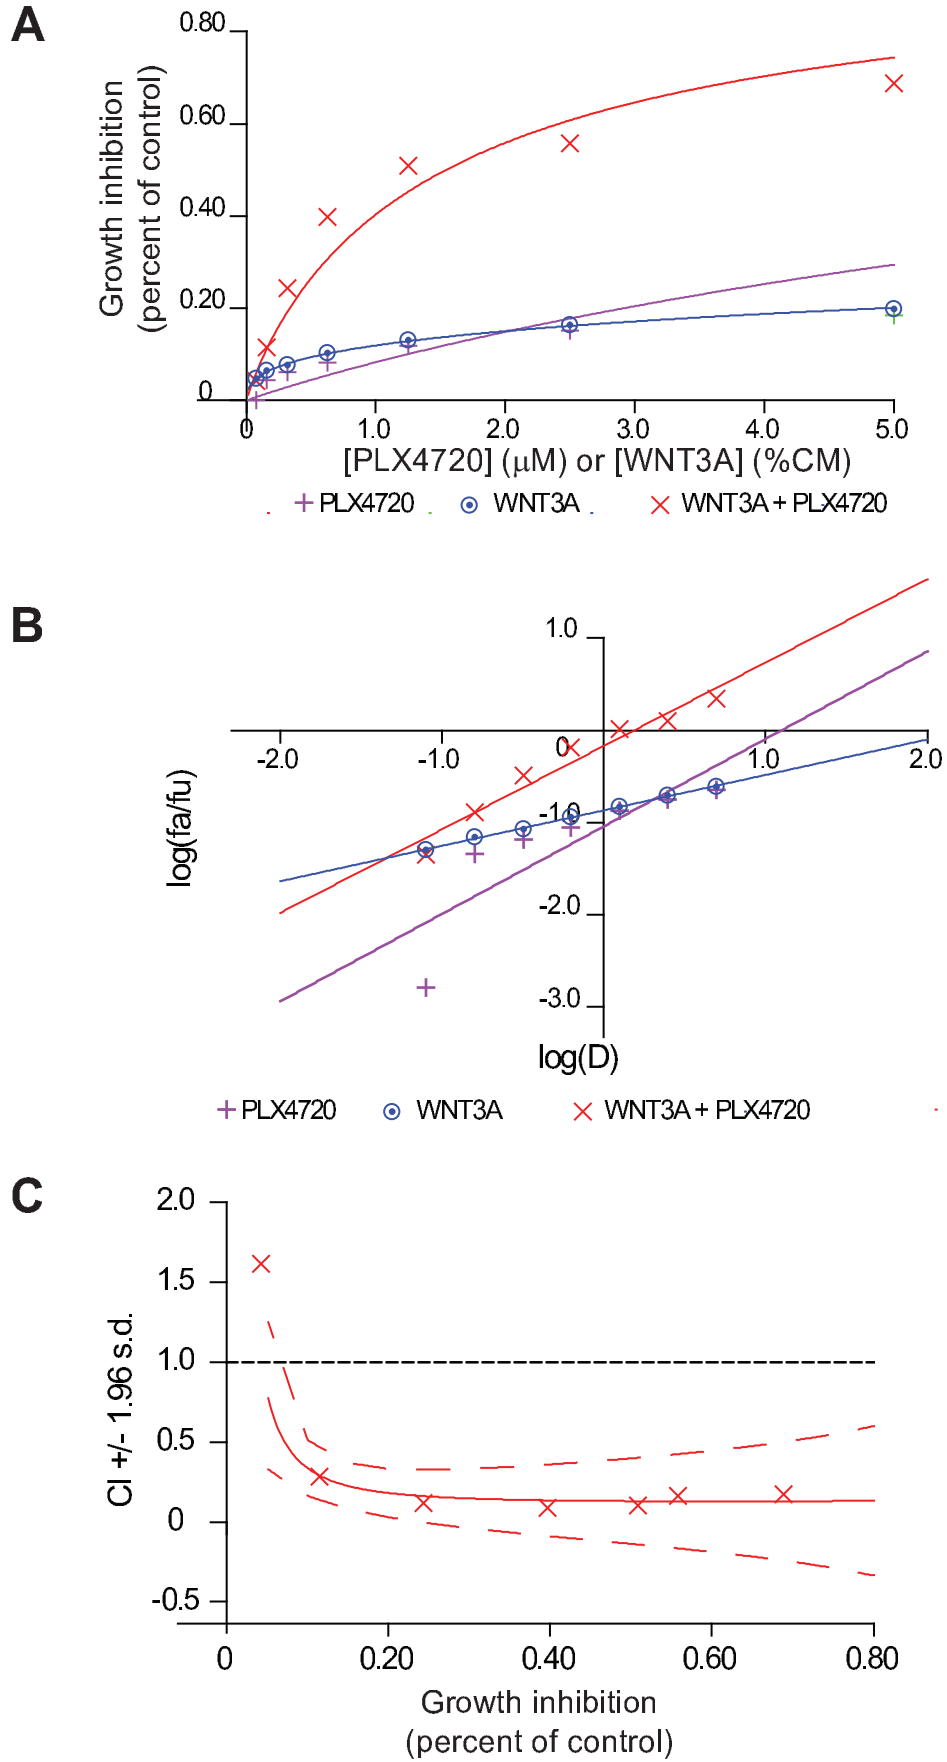 A
0.80
0.60
0.40
0.20
0
Growth inhibition
(percent of control)
0 1.0 2.0 3.0 4.0 5.0
[PLX4720] (μM) or [WNT3A] (%CM)
PLX4720 WNT3A WNT3A + PLX4720
B
1.0
-2.0 -1.0 0 1.0 2.0
-1.0
-2.0
-3.0
log(fa/fu)
log(D)
PLX4720 WNT3A WNT3A + PLX4720
C
2.0
1.5
1.0
0.5
0
-0.5
CI +/- 1.96 s.d.
0 0.20 0.40 0.60 0.80
Growth inhibition
(percent of control)